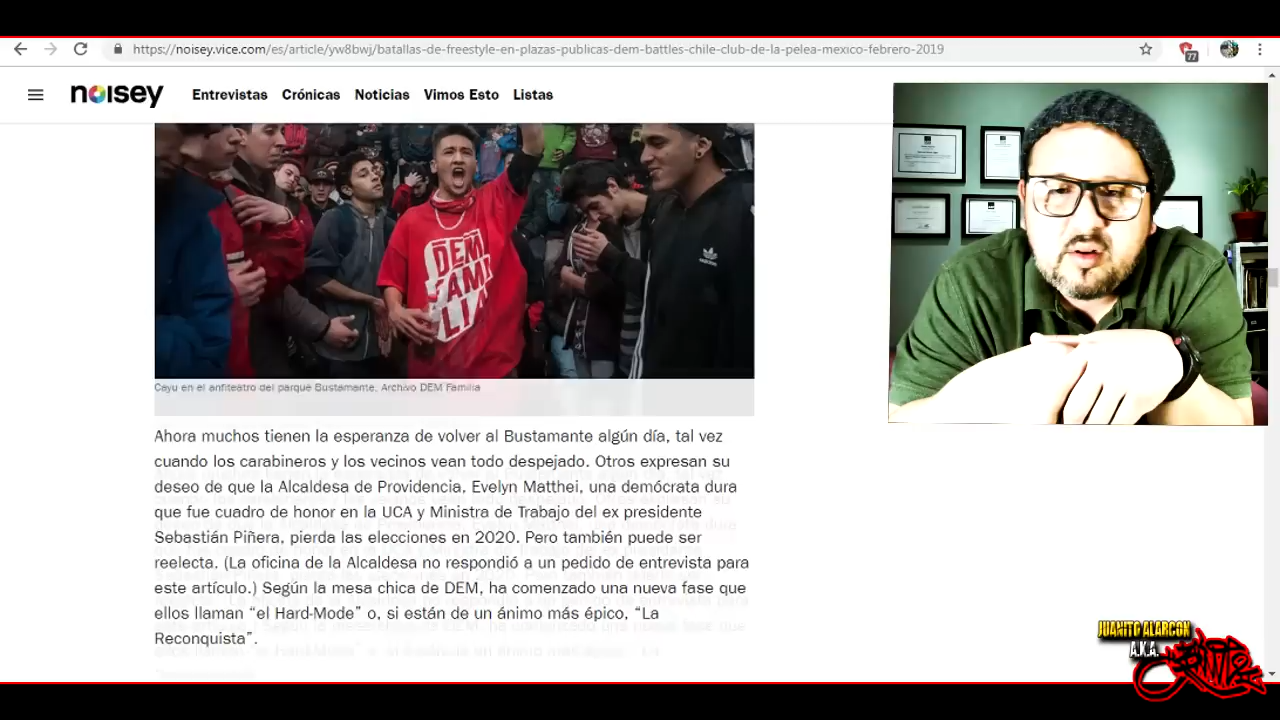 https://noisey.vice.com/es/article/yw8bwj/batallas-de-freestyle-en-plazas-publicas-dem-battles-chile-club-de-la-pelea-mexico-febrero-2019
77
noisey
Entrevistas Crónicas Noticias Vimos Esto Listas
DEM
FAMI
LIA
adidas
Cayu en el anfiteatro del parque Bustamante. Archivo DEM Familia
Ahora muchos tienen la esperanza de volver al Bustamante algún día, tal vez
cuando los carabineros y los vecinos vean todo despejado. Otros expresan su
deseo de que la Alcaldesa de Providencia, Evelyn Matthei, una demócrata dura
que fue cuadro de honor en la UCA y Ministra de Trabajo del ex presidente
Sebastián Piñera, pierda las elecciones en 2020. Pero también puede ser
reelecta. (La oficina de la Alcaldesa no respondió a un pedido de entrevista para
este artículo.) Según la mesa chica de DEM, ha comenzado una nueva fase que
ellos llaman “el Hard-Mode” o, si están de un ánimo más épico, “La
Reconquista”.
JUANITO ALARCON
A.K.A.